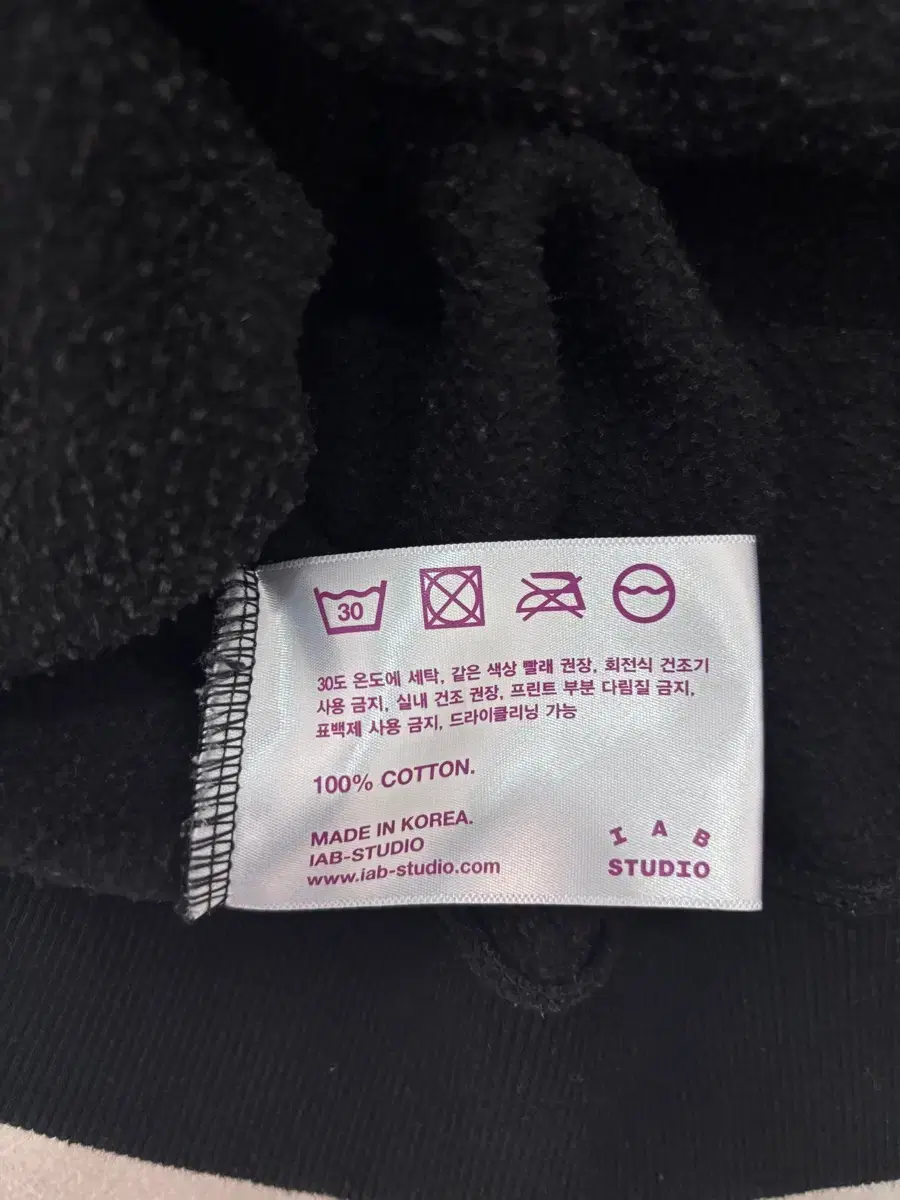 30
30도 온도에 세탁, 같은 색상 빨래 권장, 회전식 건조기
사용 금지, 실내 건조 권장, 프린트 부분 다림질 금지,
표백제 사용 금지, 드라이클리닝 가능
100% COTTON.
MADE IN KOREA.
IAB-STUDIO
www.iab-studio.com
IAB
STUDIO